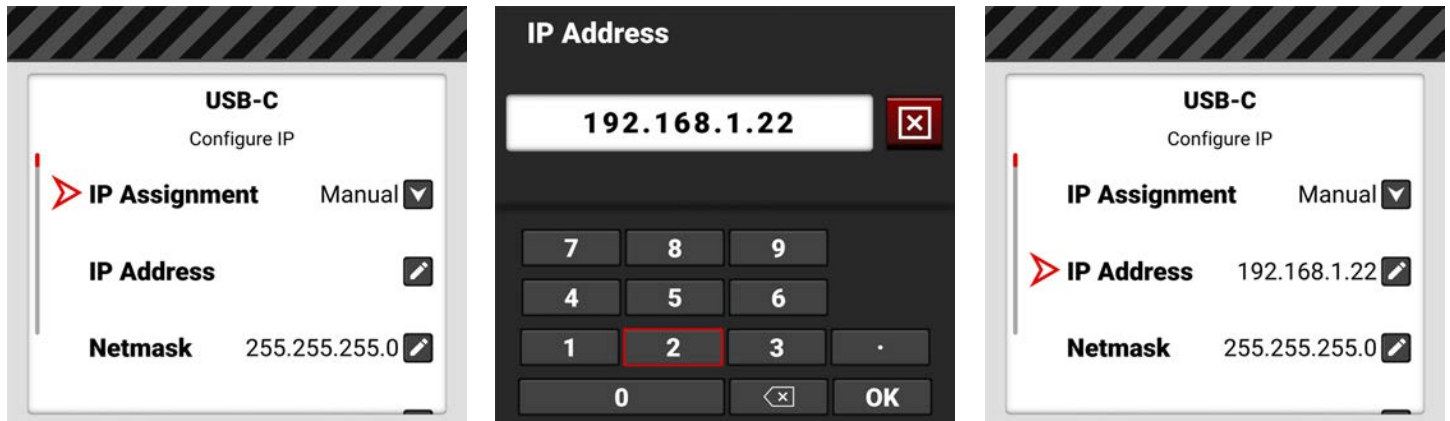 USB-C
Configure IP
IP Assignment Manual
IP Address
Netmask 255.255.255.0
IP Address
192.168.1.22
7 8 9
4 5 6
1 2 3 .
0 OK
USB-C
Configure IP
IP Assignment Manual
IP Address 192.168.1.22
Netmask 255.255.255.0